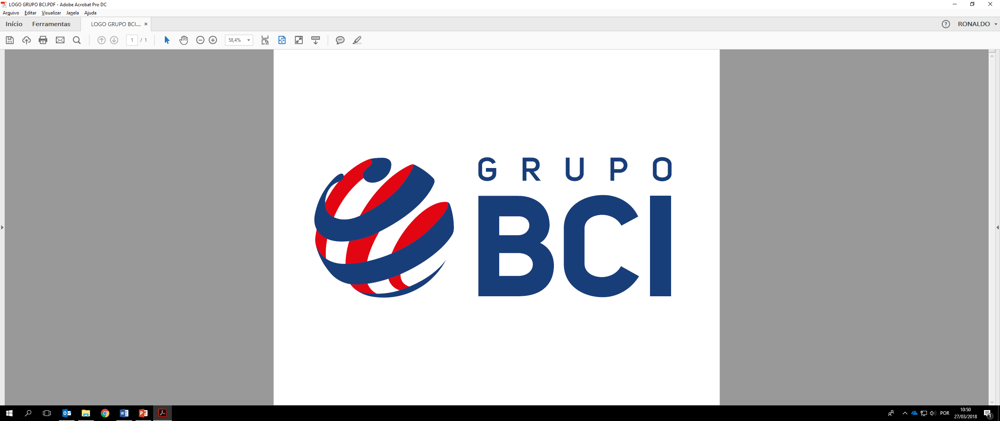 LOGO GRUPO BCI.PDF - Adobe Acrobat Pro DC
Arquivo Editar Visualizar Janela Ajuda
Início Ferramentas LOGO GRUPO BCI.... × ? RONALDO
1 / 1 58,4%
GRUPO
BCI
POR 10:50
27/03/2018 1